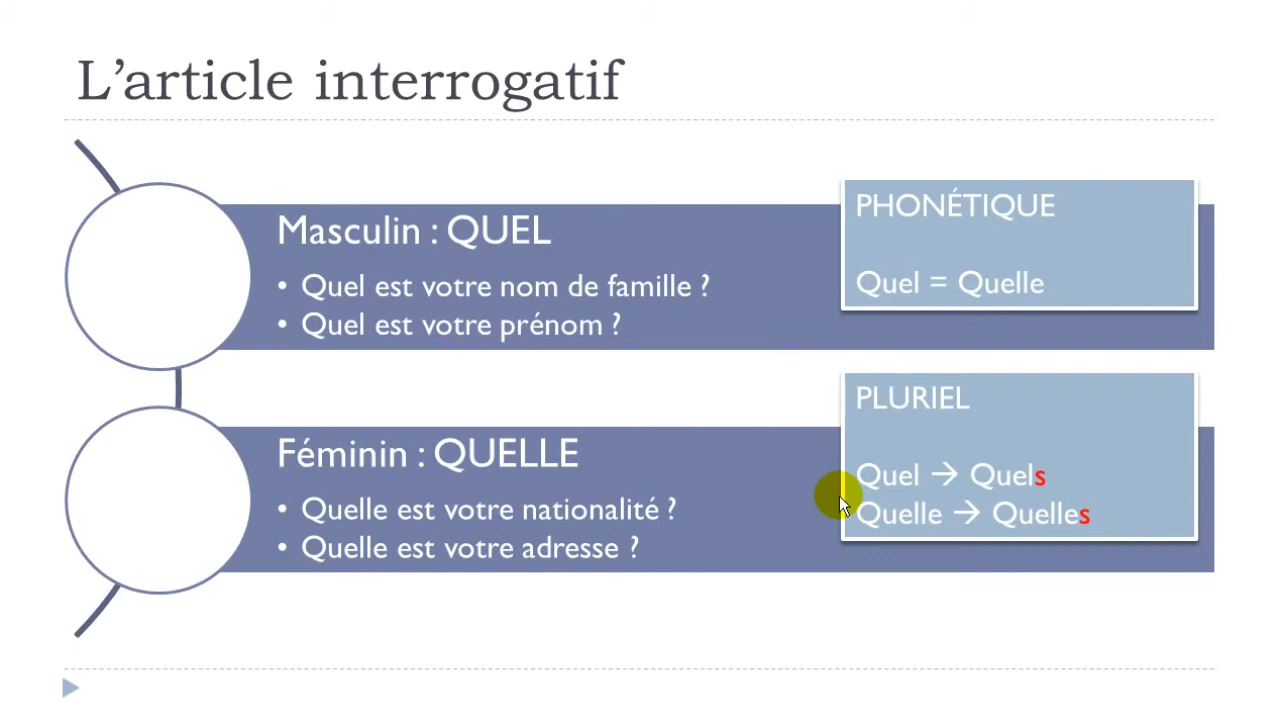 L’article interrogatif
Masculin : QUEL
• Quel est votre nom de famille ?
• Quel est votre prénom ?
PHONÉTIQUE
Quel = Quelle
Féminin : QUELLE
• Quelle est votre nationalité ?
• Quelle est votre adresse ?
PLURIEL
Quel → Quels
Quelle → Quelles